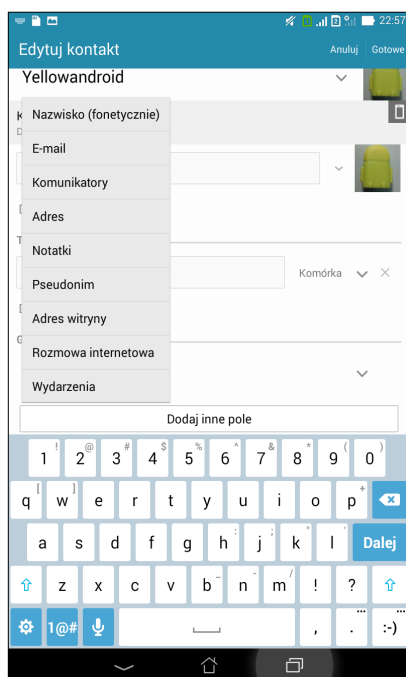 22:57
Edytuj kontakt Anuluj Gotowe
Yellowandroid
K
D
Nazwisko (fonetycznie)
E-mail
Komunikatory
Adres
T
Notatki
Pseudonim
Komórka
Adres witryny
G
Rozmowa internetowa
Wydarzenia
Dodaj inne pole
1 ! 2 @ 3 # 4 $ 5 % 6 ^ 7 & 8 * 9 ( 0 )
q [ w ] e r t y u i o p +
a s d f g h : j ; k " l ' Dalej
z x c v b _ n - m / ! ?
1@# , . ... :-) ...